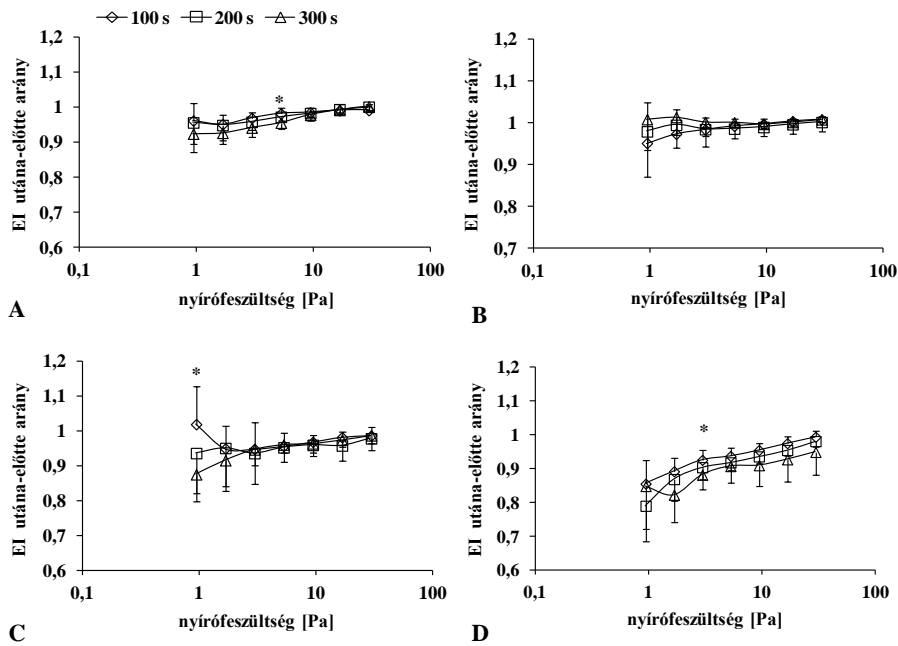 100 s 200 s 300 s
1,2
1,1
1
0,9
0,8
0,7
0,6
EI utána-előtte arány
*
0,1 1 10 100
nyírófeszültség [Pa]
A
1,2
1,1
1
0,9
0,8
0,7
EI utána-előtte arány
0,1 1 10 100
nyírófeszültség [Pa]
B
1,2
1,1
1
0,9
0,8
0,7
0,6
EI utána-előtte arány
*
0,1 1 10 100
nyírófeszültség [Pa]
C
1,2
1,1
1
0,9
0,8
0,7
0,6
EI utána-előtte arány
*
0,1 1 10 100
nyírófeszültség [Pa]
D